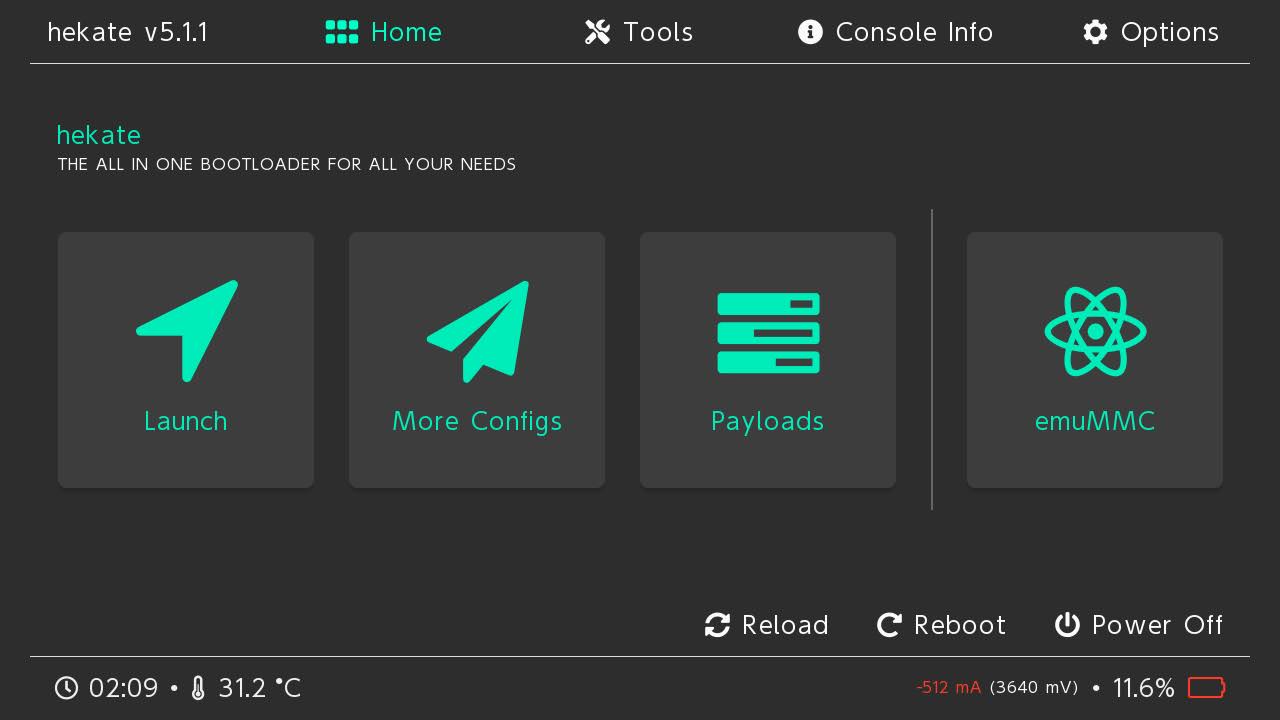 hekate v5.1.1 Home Tools Console Info Options
hekate
THE ALL IN ONE BOOTLOADER FOR ALL YOUR NEEDS
Launch More Configs Payloads emuMMC
Reload Reboot Power Off
02:09 • 31.2 °C -512 mA (3640 mV) • 11.6%